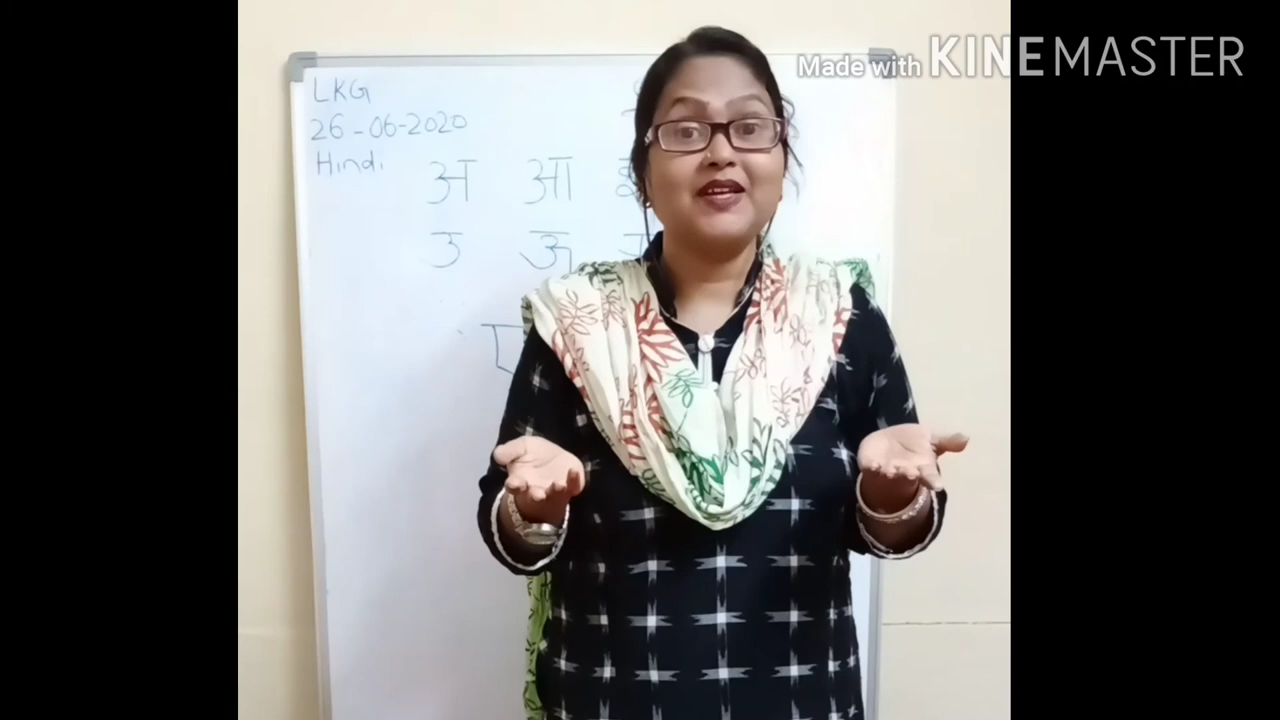 Made with KINEMASTER
LKG
26-06-2020
Hindi
अ आ
उ ऊ